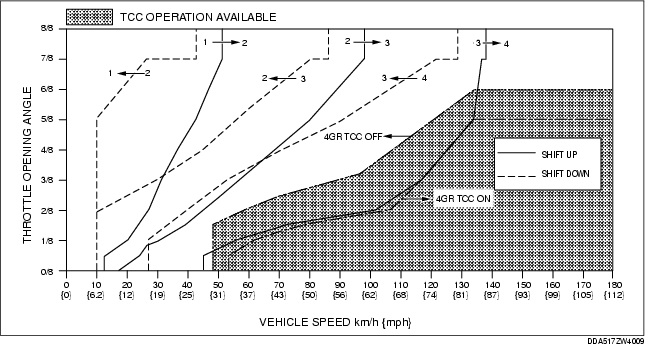 TCC OPERATION AVAILABLE
8/8
7/8
6/8
5/8
4/8
3/8
2/8
1/8
0/8
THROTTLE OPENING ANGLE
1 2
2 3
3 4
1 2
2 3
3 4
4GR TCC OFF
4GR TCC ON
SHIFT UP
SHIFT DOWN
0 10 20 30 40 50 60 70 80 90 100 110 120 130 140 150 160 170 180
{0} {6.2} {12} {19} {25} {31} {37} {43} {50} {56} {62} {68} {74} {81} {87} {93} {99} {105} {112}
VEHICLE SPEED km/h {mph}
DDA517ZW4009